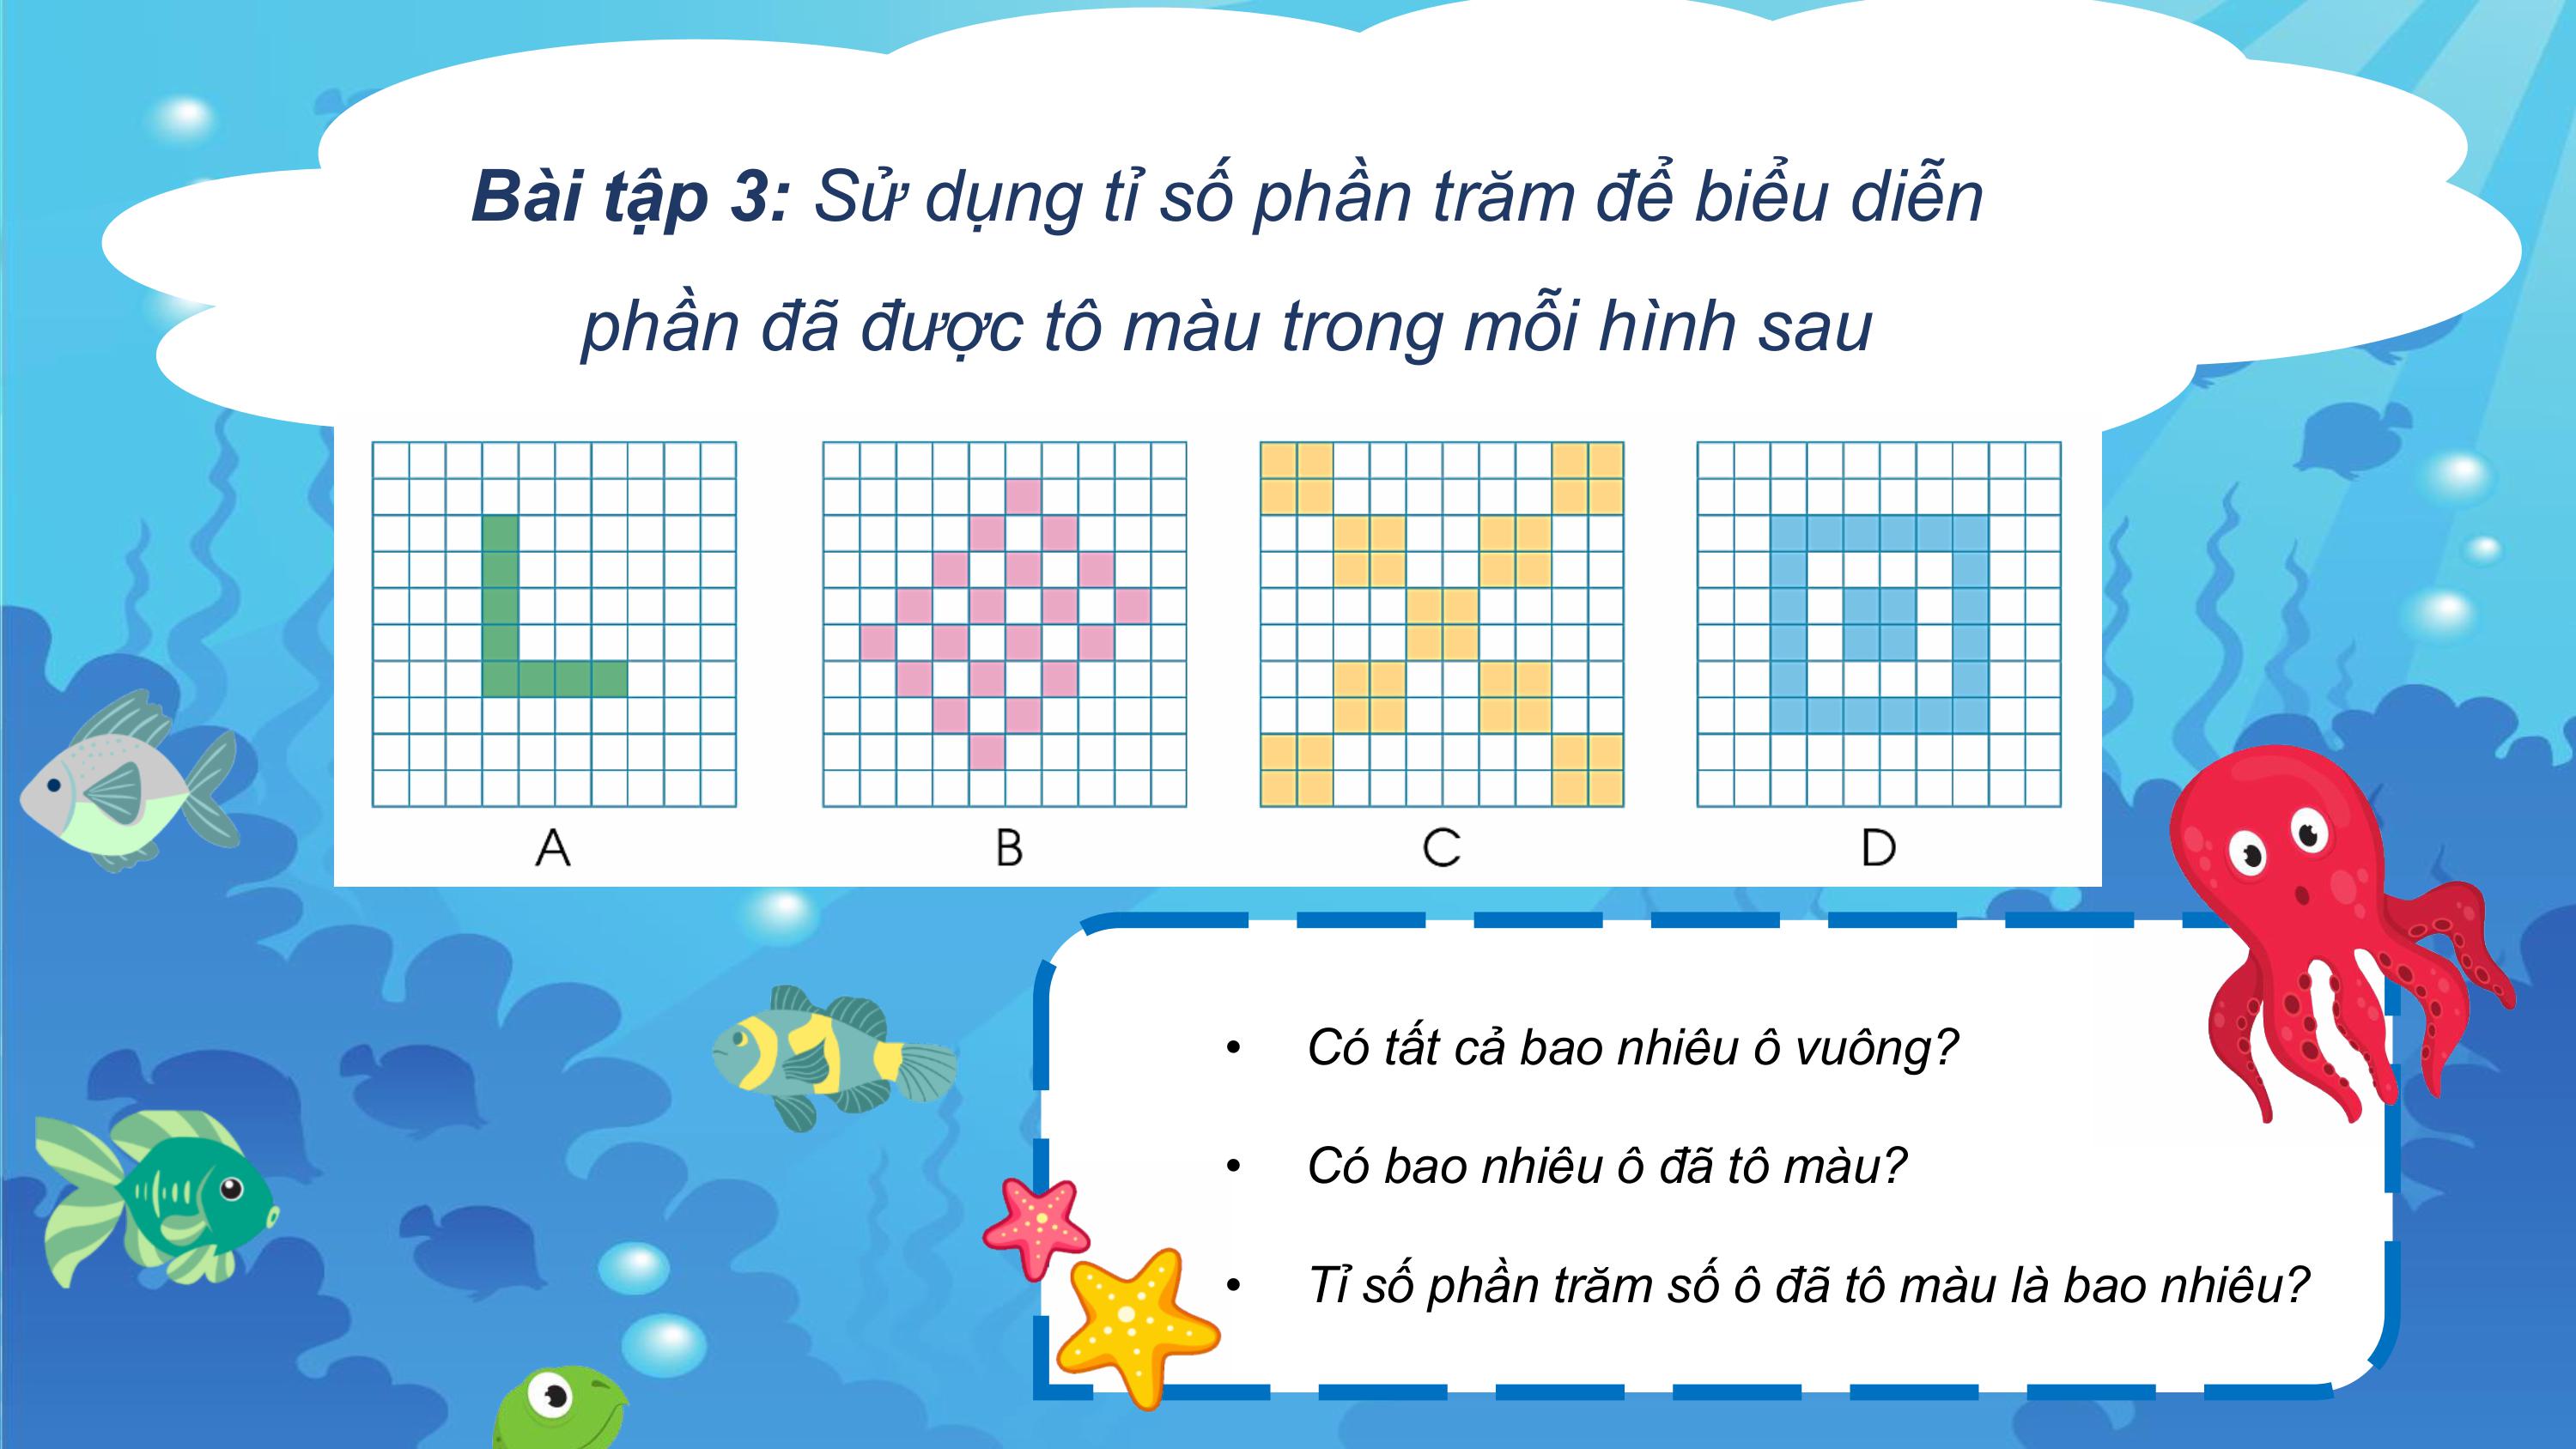 Bài tập 3: Sử dụng tỉ số phần trăm để biểu diễn
phần đã được tô màu trong mỗi hình sau
A B C D
• Có tất cả bao nhiêu ô vuông?
• Có bao nhiêu ô đã tô màu?
• Tỉ số phần trăm số ô đã tô màu là bao nhiêu?